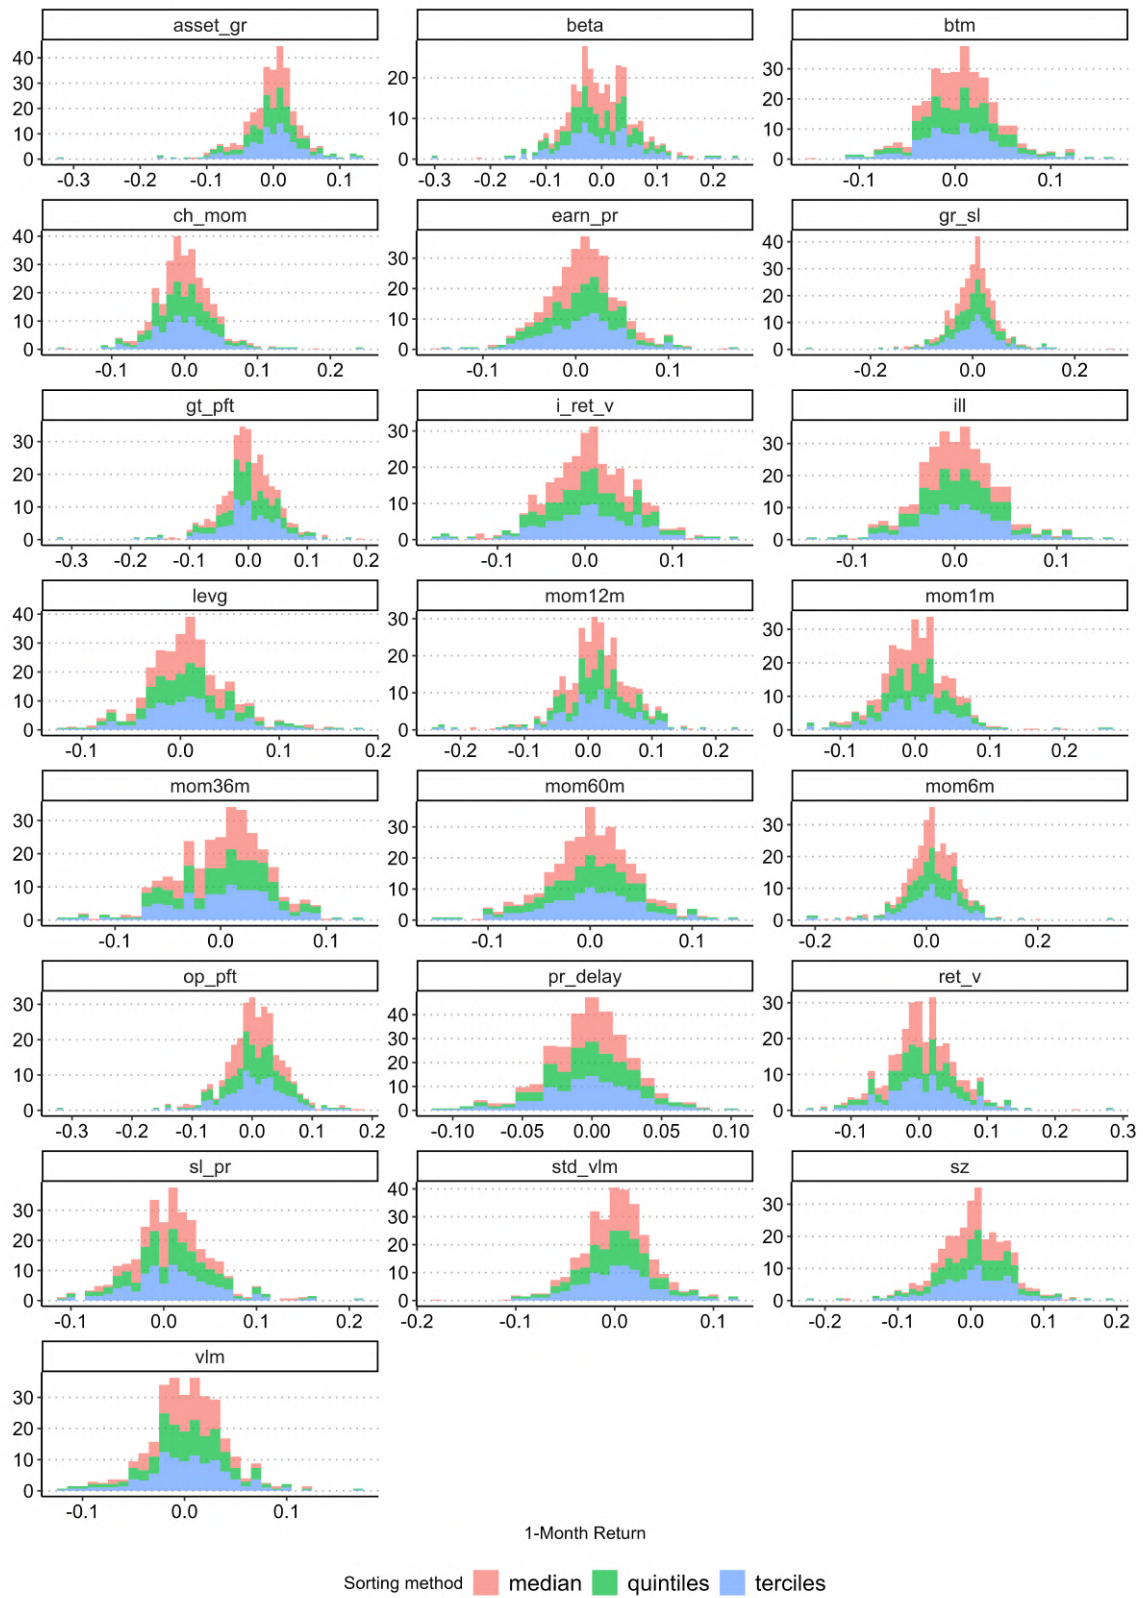 asset_gr beta btm
40
30
20
10
0
20
10
0
30
20
10
0
-0.3 -0.2 -0.1 0.0 0.1
-0.3 -0.2 -0.1 0.0 0.1 0.2
-0.1 0.0 0.1
ch_mom earn_pr gr_sl
40
30
20
10
0
30
20
10
0
40
30
20
10
0
-0.1 0.0 0.1 0.2
-0.1 0.0 0.1
-0.2 0.0 0.2
gt_pft i_ret_v ill
30
20
10
0
30
20
10
0
30
20
10
0
-0.3 -0.2 -0.1 0.0 0.1 0.2
-0.1 0.0 0.1
-0.1 0.0 0.1
levg mom12m mom1m
40
30
20
10
0
30
20
10
0
30
20
10
0
-0.1 0.0 0.1 0.2
-0.2 -0.1 0.0 0.1 0.2
-0.1 0.0 0.1 0.2
mom36m mom60m mom6m
30
20
10
0
30
20
10
0
30
20
10
0
-0.1 0.0 0.1
-0.1 0.0 0.1
-0.2 0.0 0.2
op_pft pr_delay ret_v
30
20
10
0
40
30
20
10
0
30
20
10
0
-0.3 -0.2 -0.1 0.0 0.1 0.2
-0.10 -0.05 0.00 0.05 0.10
-0.1 0.0 0.1 0.2 0.3
sl_pr std_vlm sz
30
20
10
0
40
30
20
10
0
30
20
10
0
-0.1 0.0 0.1 0.2
-0.2 -0.1 0.0 0.1
-0.2 -0.1 0.0 0.1 0.2
vlm
30
20
10
0
-0.1 0.0 0.1
1-Month Return
Sorting method median quintiles terciles